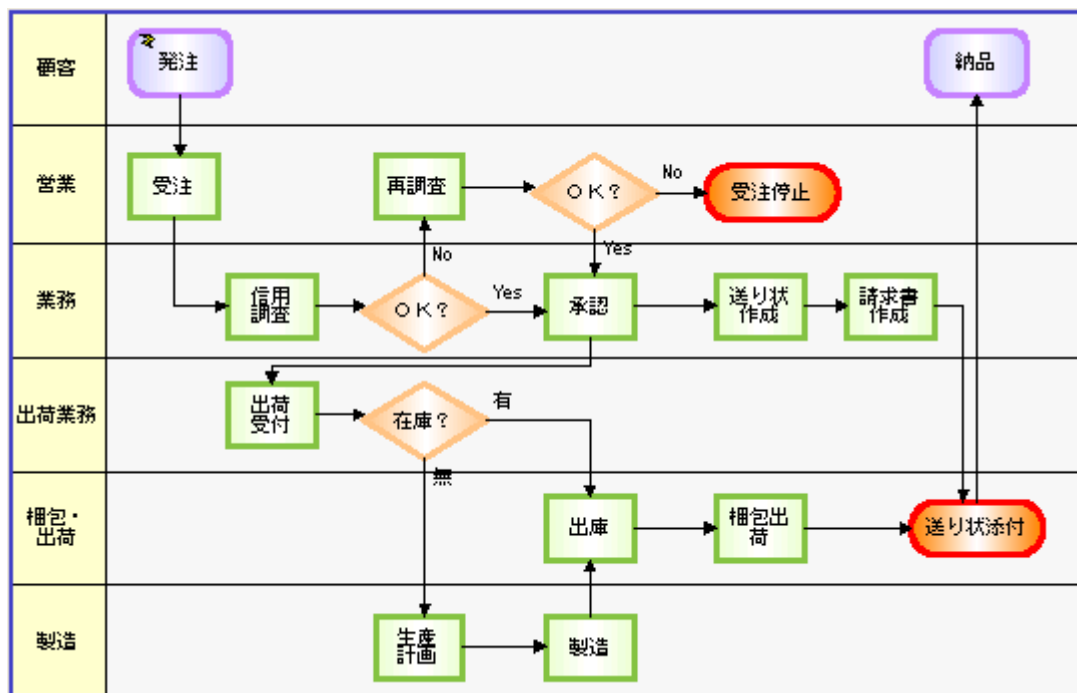 顧客
発注
納品
営業
受注
再調査
OK?
No
受注停止
No
Yes
業務
信用
調査
OK?
Yes
承認
送り状
作成
請求書
作成
出荷業務
出荷
受付
在庫?
有
無
梱包・
出荷
出庫
梱包出
荷
送り状添付
製造
生産
計画
製造